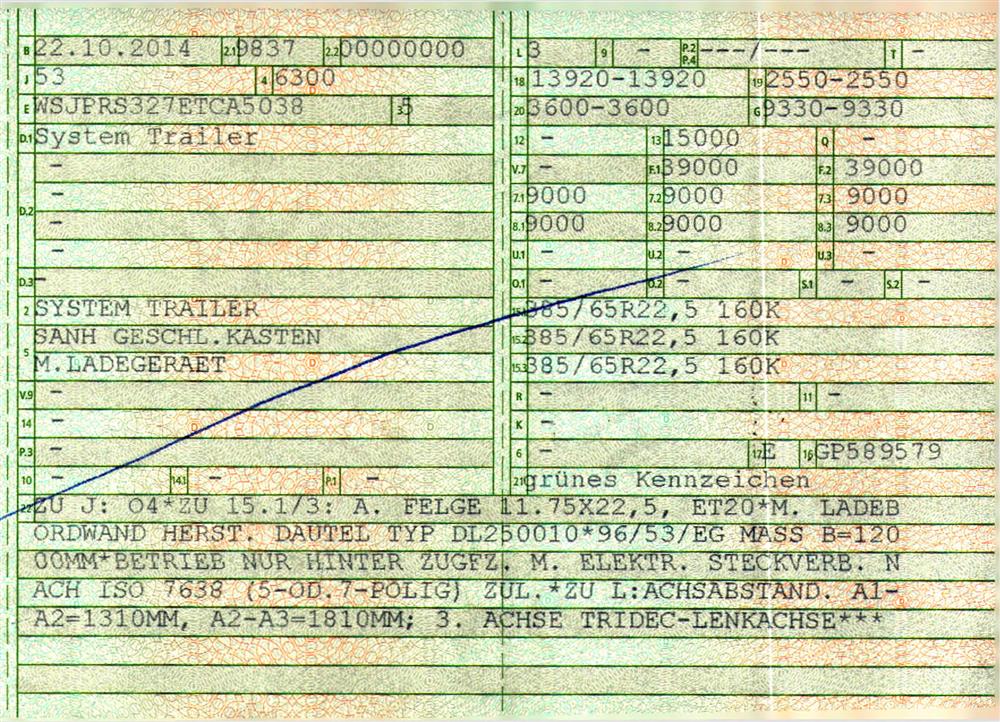 B 22.10.2014 2.1 9837 2.2 00000000
J 53 4 6300
E WSJPRS327ETCA5038 3 5
D.1 System Trailer
-
D.2 -
-
-
D.3 -
2 SYSTEM TRAILER
SANH GESCHL.KASTEN
5 M.LADEGERAET
V.9 -
14 -
P.3 -
10 - 14.1 - P.1 -
L 3 9 - P.2 P.4 ---/--- T -
18 13920-13920 19 2550-2550
20 3600-3600 G 9330-9330
12 - 13 15000 Q -
V.7 - F.1 39000 F.2 39000
7.1 9000 7.2 9000 7.3 9000
8.1 9000 8.2 9000 8.3 9000
U.1 - U.2 - U.3 -
O.1 - O.2 - S.1 - S.2 -
385/65R22,5 160K
15.2 385/65R22,5 160K
15.3 385/65R22,5 160K
R - 11 -
K -
6 - 17 E 16 GP589579
21 grünes Kennzeichen
22 ZU J: O4*ZU 15.1/3: A. FELGE 11.75X22,5, ET20*M. LADEB
ORDWAND HERST. DAUTEL TYP DL250010*96/53/EG MASS B=120
00MM*BETRIEB NUR HINTER ZUGFZ. M. ELEKTR. STECKVERB. N
ACH ISO 7638 (5-OD.7-POLIG) ZUL.*ZU L:ACHSABSTAND. A1-
A2=1310MM, A2-A3=1810MM; 3. ACHSE TRIDEC-LENKACHSE***